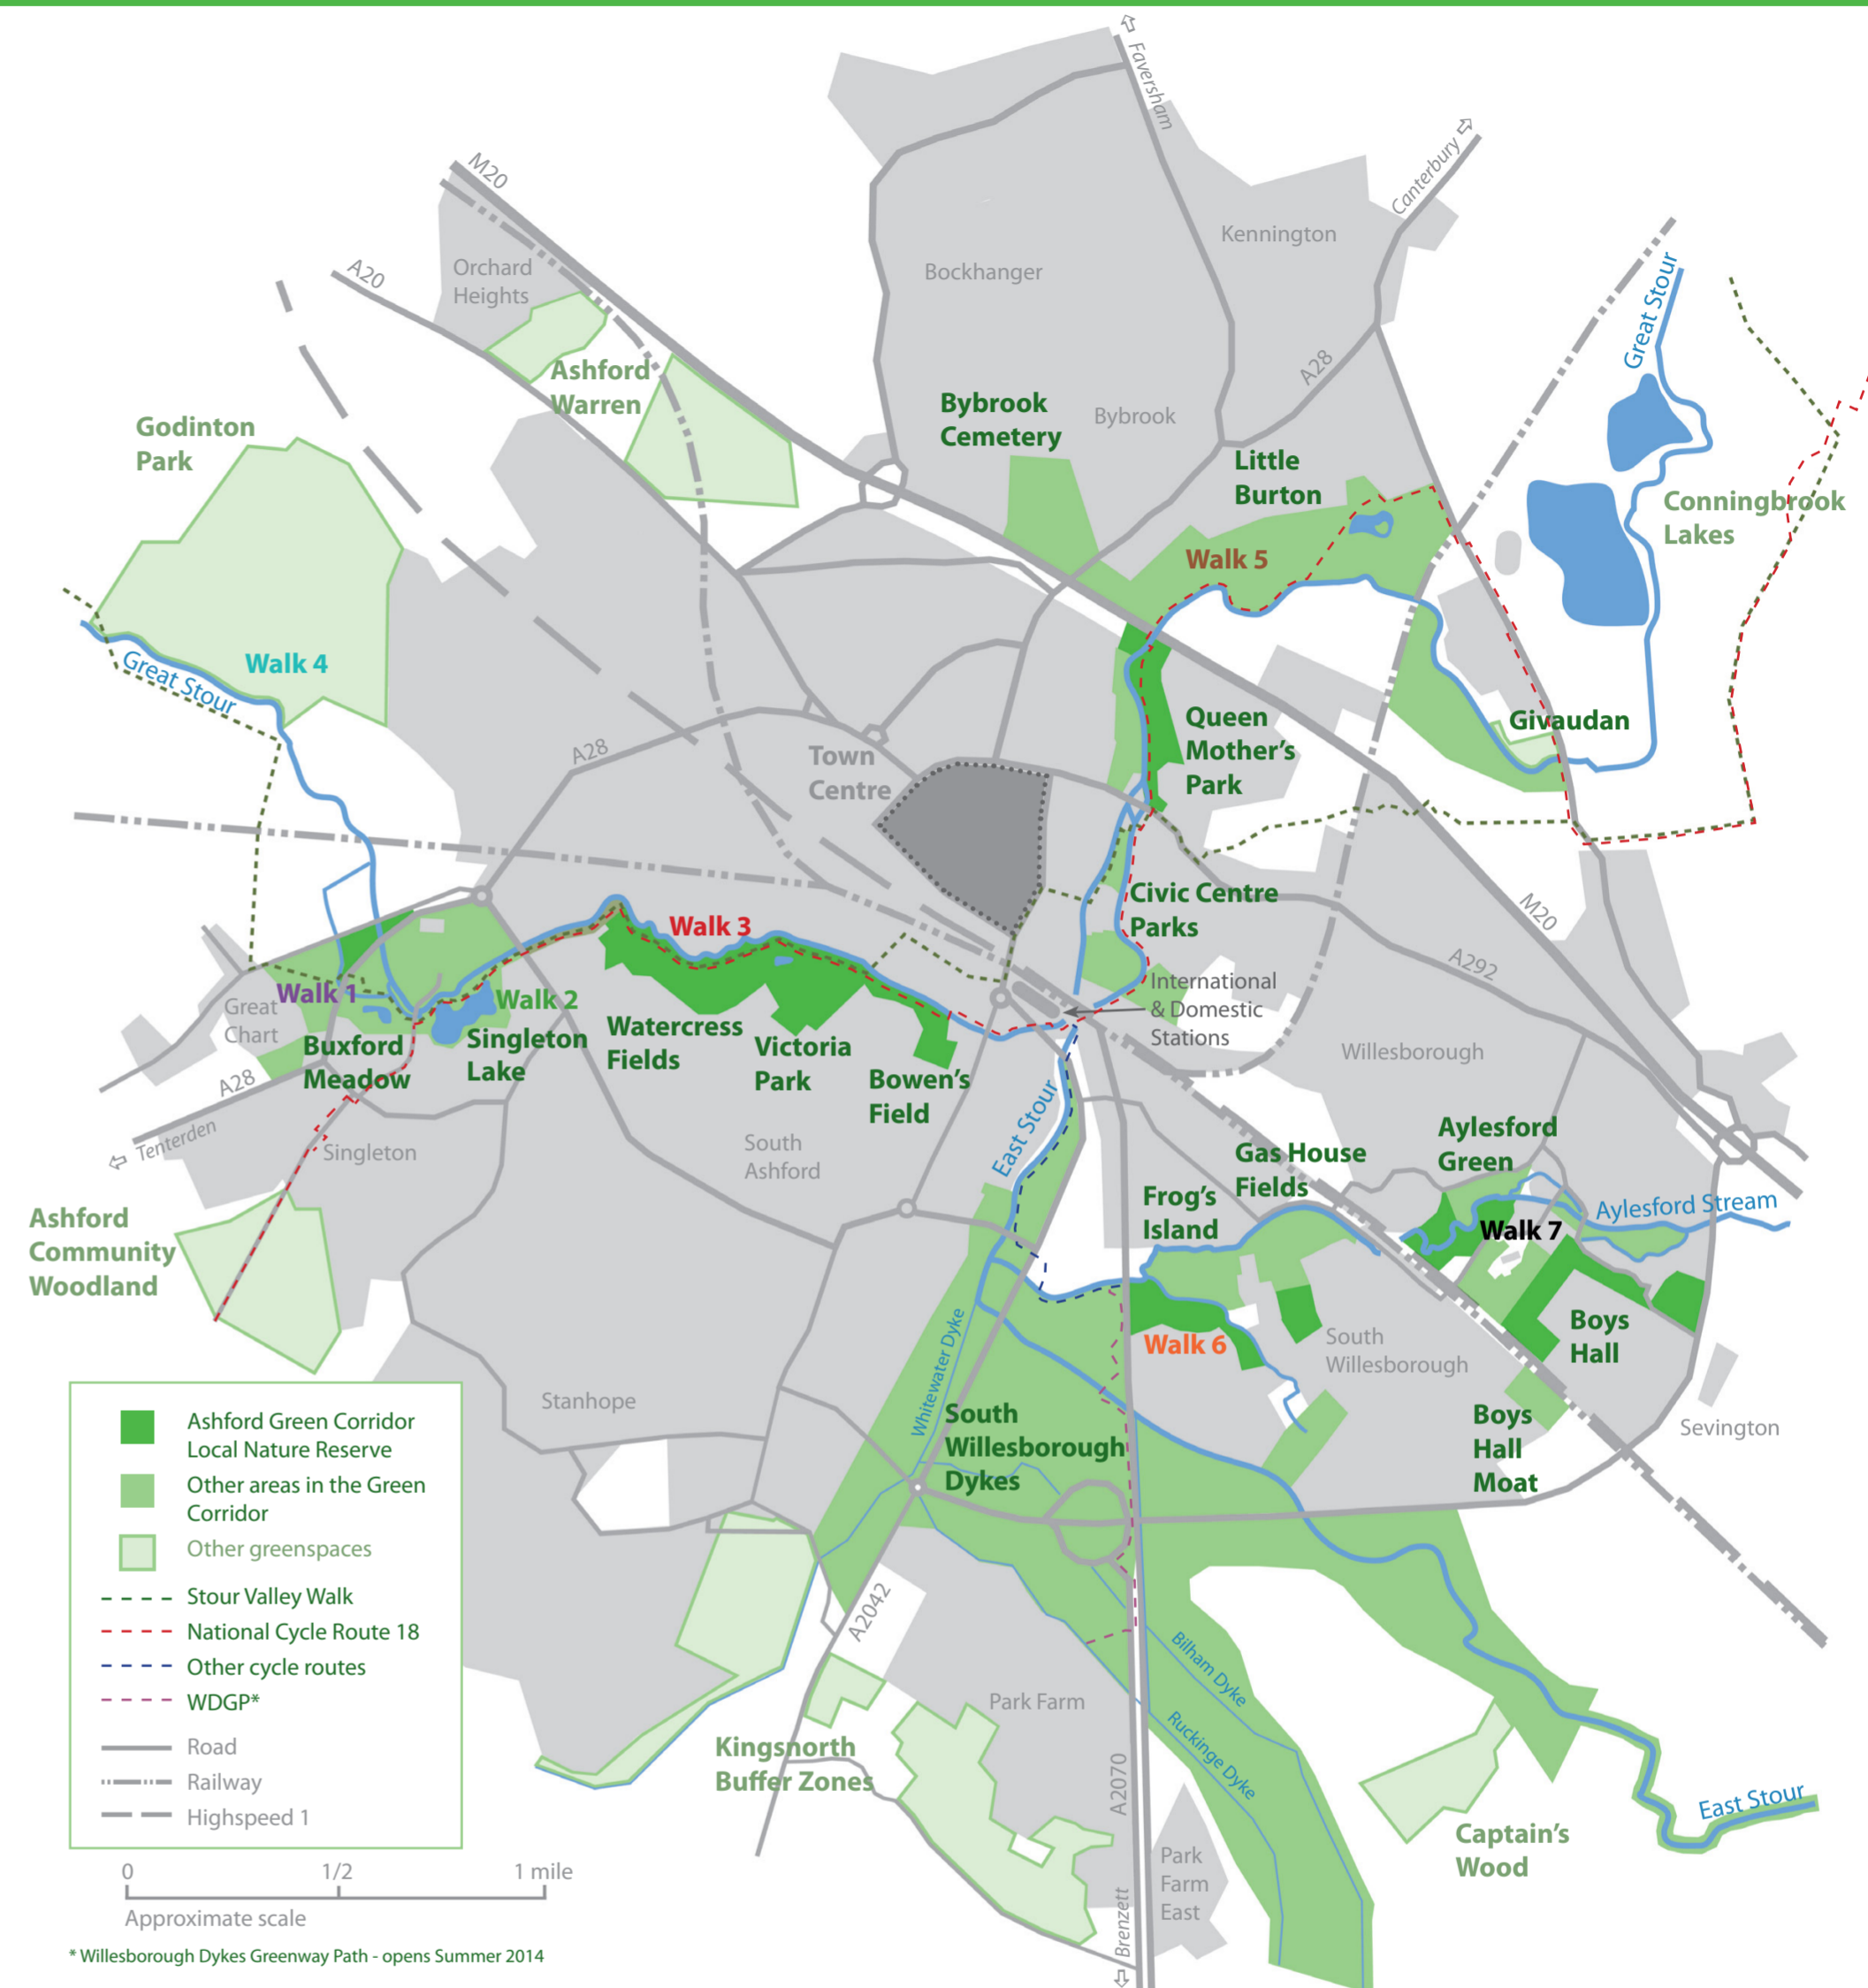 Faversham
Canterbury
M20
Kennington
Orchard
Heights
A20
Bockhanger
Great Stour
A28
Ashford
Warren
Bybrook
Cemetery
Bybrook
Godinton
Park
Little
Burton
Conningbrook
Lakes
Walk 5
Walk 4
Great Stour
Queen
Mother's
Park
Givaudan
A28
Town
Centre
Civic Centre
Parks
M20
A292
Walk 3
International
& Domestic
Stations
Walk 1
Great
Chart
Walk 2
Singleton
Lake
Buxford
Meadow
Watercress
Fields
Victoria
Park
Bowen's
Field
Willesborough
A28
Tenterden
Singleton
South
Ashford
East Stour
Aylesford
Green
Gas House
Fields
Frog's
Island
Aylesford Stream
Walk 7
Ashford
Community
Woodland
Boys
Hall
Walk 6
South
Willesborough
Whitewater Dyke
Stanhope
South
Willesborough
Dykes
Boys
Hall
Moat
Sevington
A2042
Bilham Dyke
Ruckinge Dyke
Park Farm
Kingsnorth
Buffer Zones
A2070
East Stour
Captain's
Wood
Park
Farm
East
Brenzett
Ashford Green Corridor
Local Nature Reserve
Other areas in the Green
Corridor
Other greenspaces
Stour Valley Walk
National Cycle Route 18
Other cycle routes
WDGP*
Road
Railway
Highspeed 1
0 1/2 1 mile
Approximate scale
* Willesborough Dykes Greenway Path - opens Summer 2014